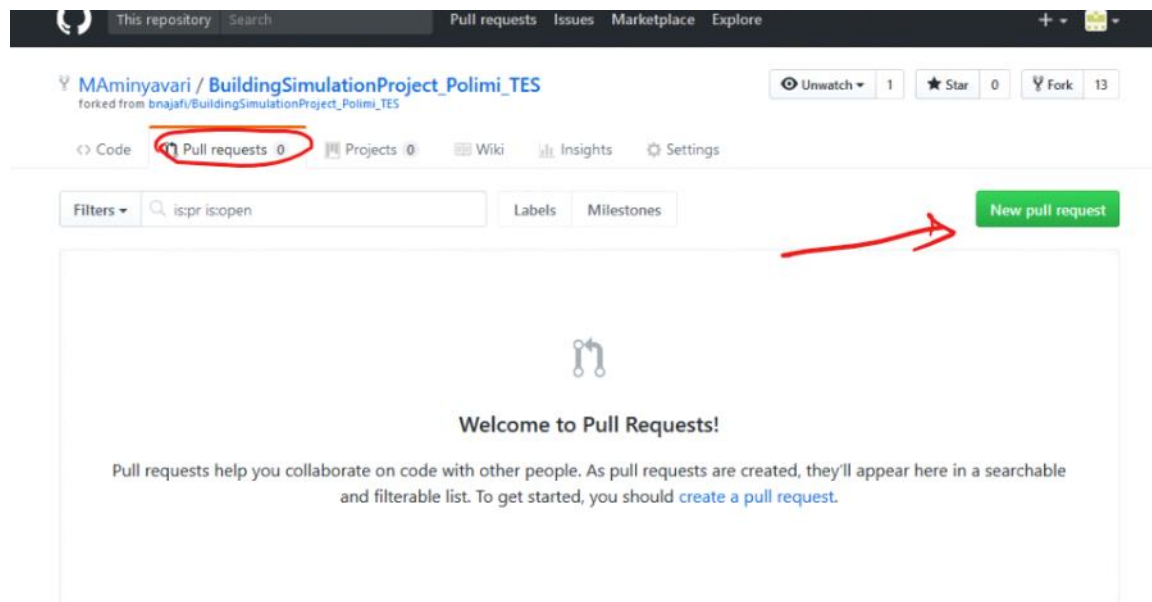 This repository Search Pull requests Issues Marketplace Explore
MAminyavari / BuildingSimulationProject_Polimi_TES Unwatch 1 Star 0 Fork 13
forked from bnajafi/BuildingSimulationProject_Polimi_TES
<> Code Pull requests 0 Projects 0 Wiki Insights Settings
Filters is:pr is:open Labels Milestones New pull request
Welcome to Pull Requests!
Pull requests help you collaborate on code with other people. As pull requests are created, they'll appear here in a searchable
and filterable list. To get started, you should create a pull request.